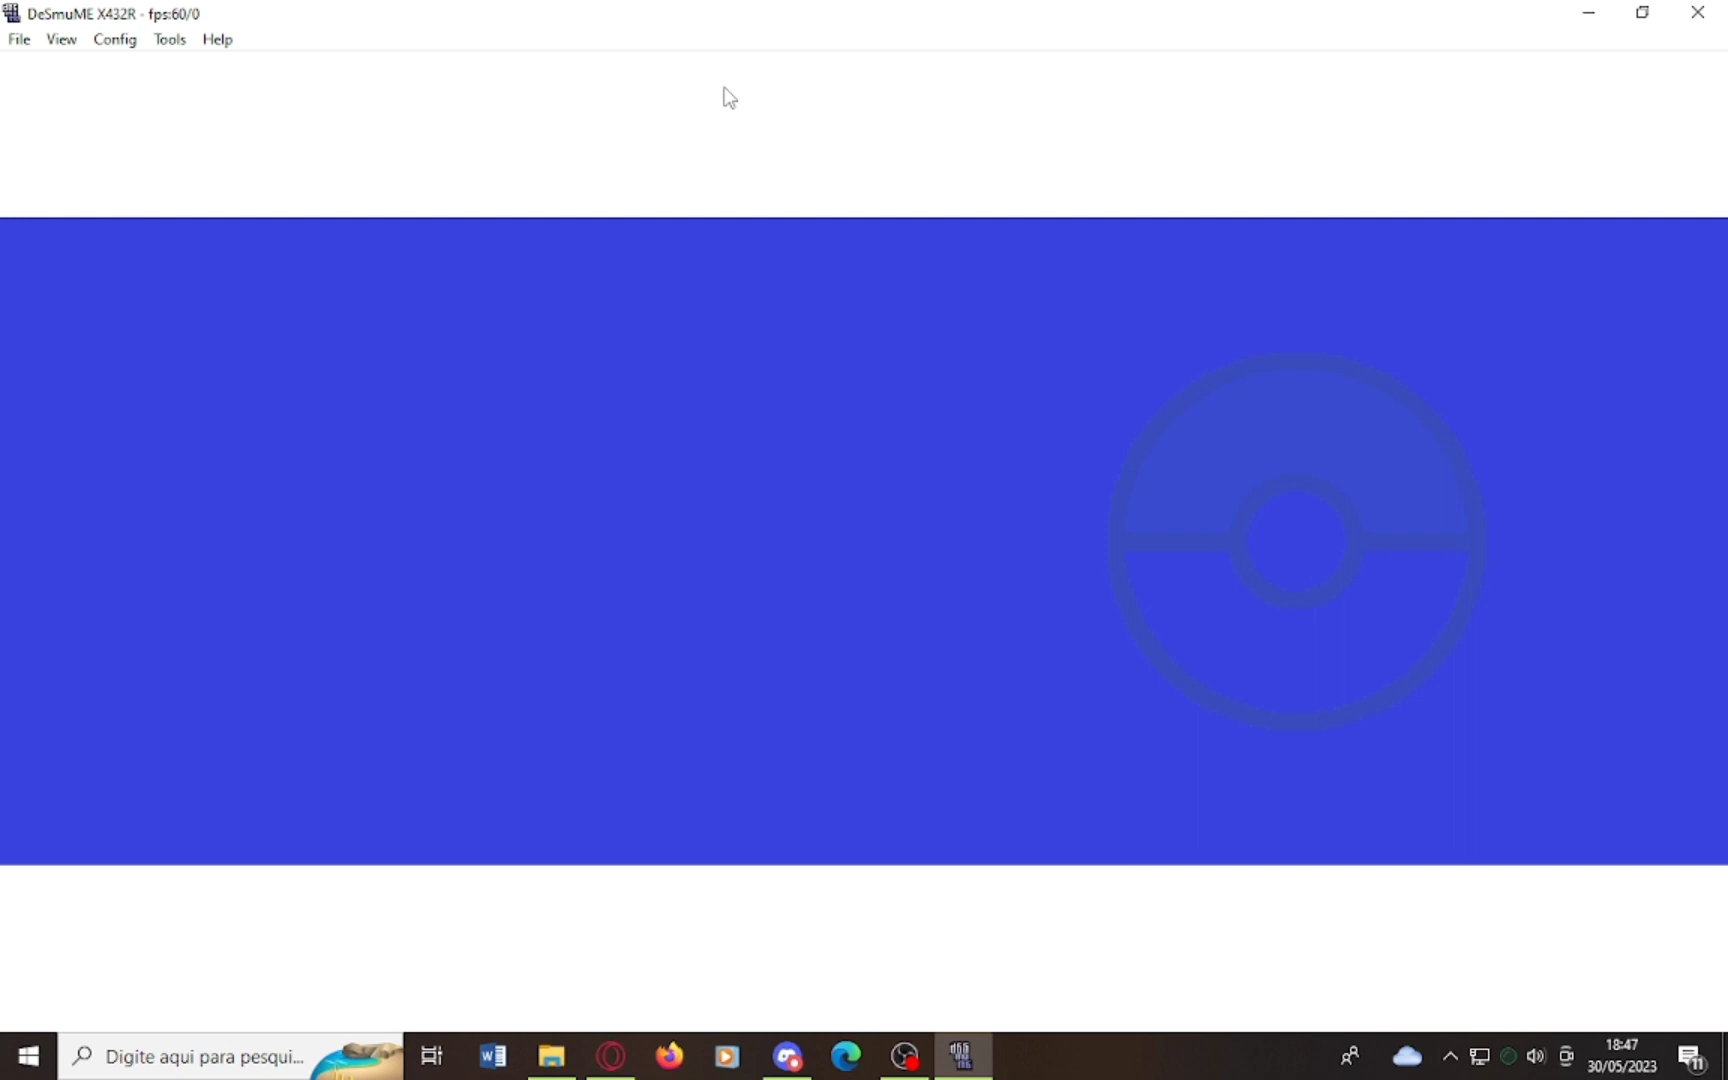 DeSmuME X432R - fps:60/0
File View Config Tools Help
Digite aqui para pesqui...
18:47
30/05/2023
11